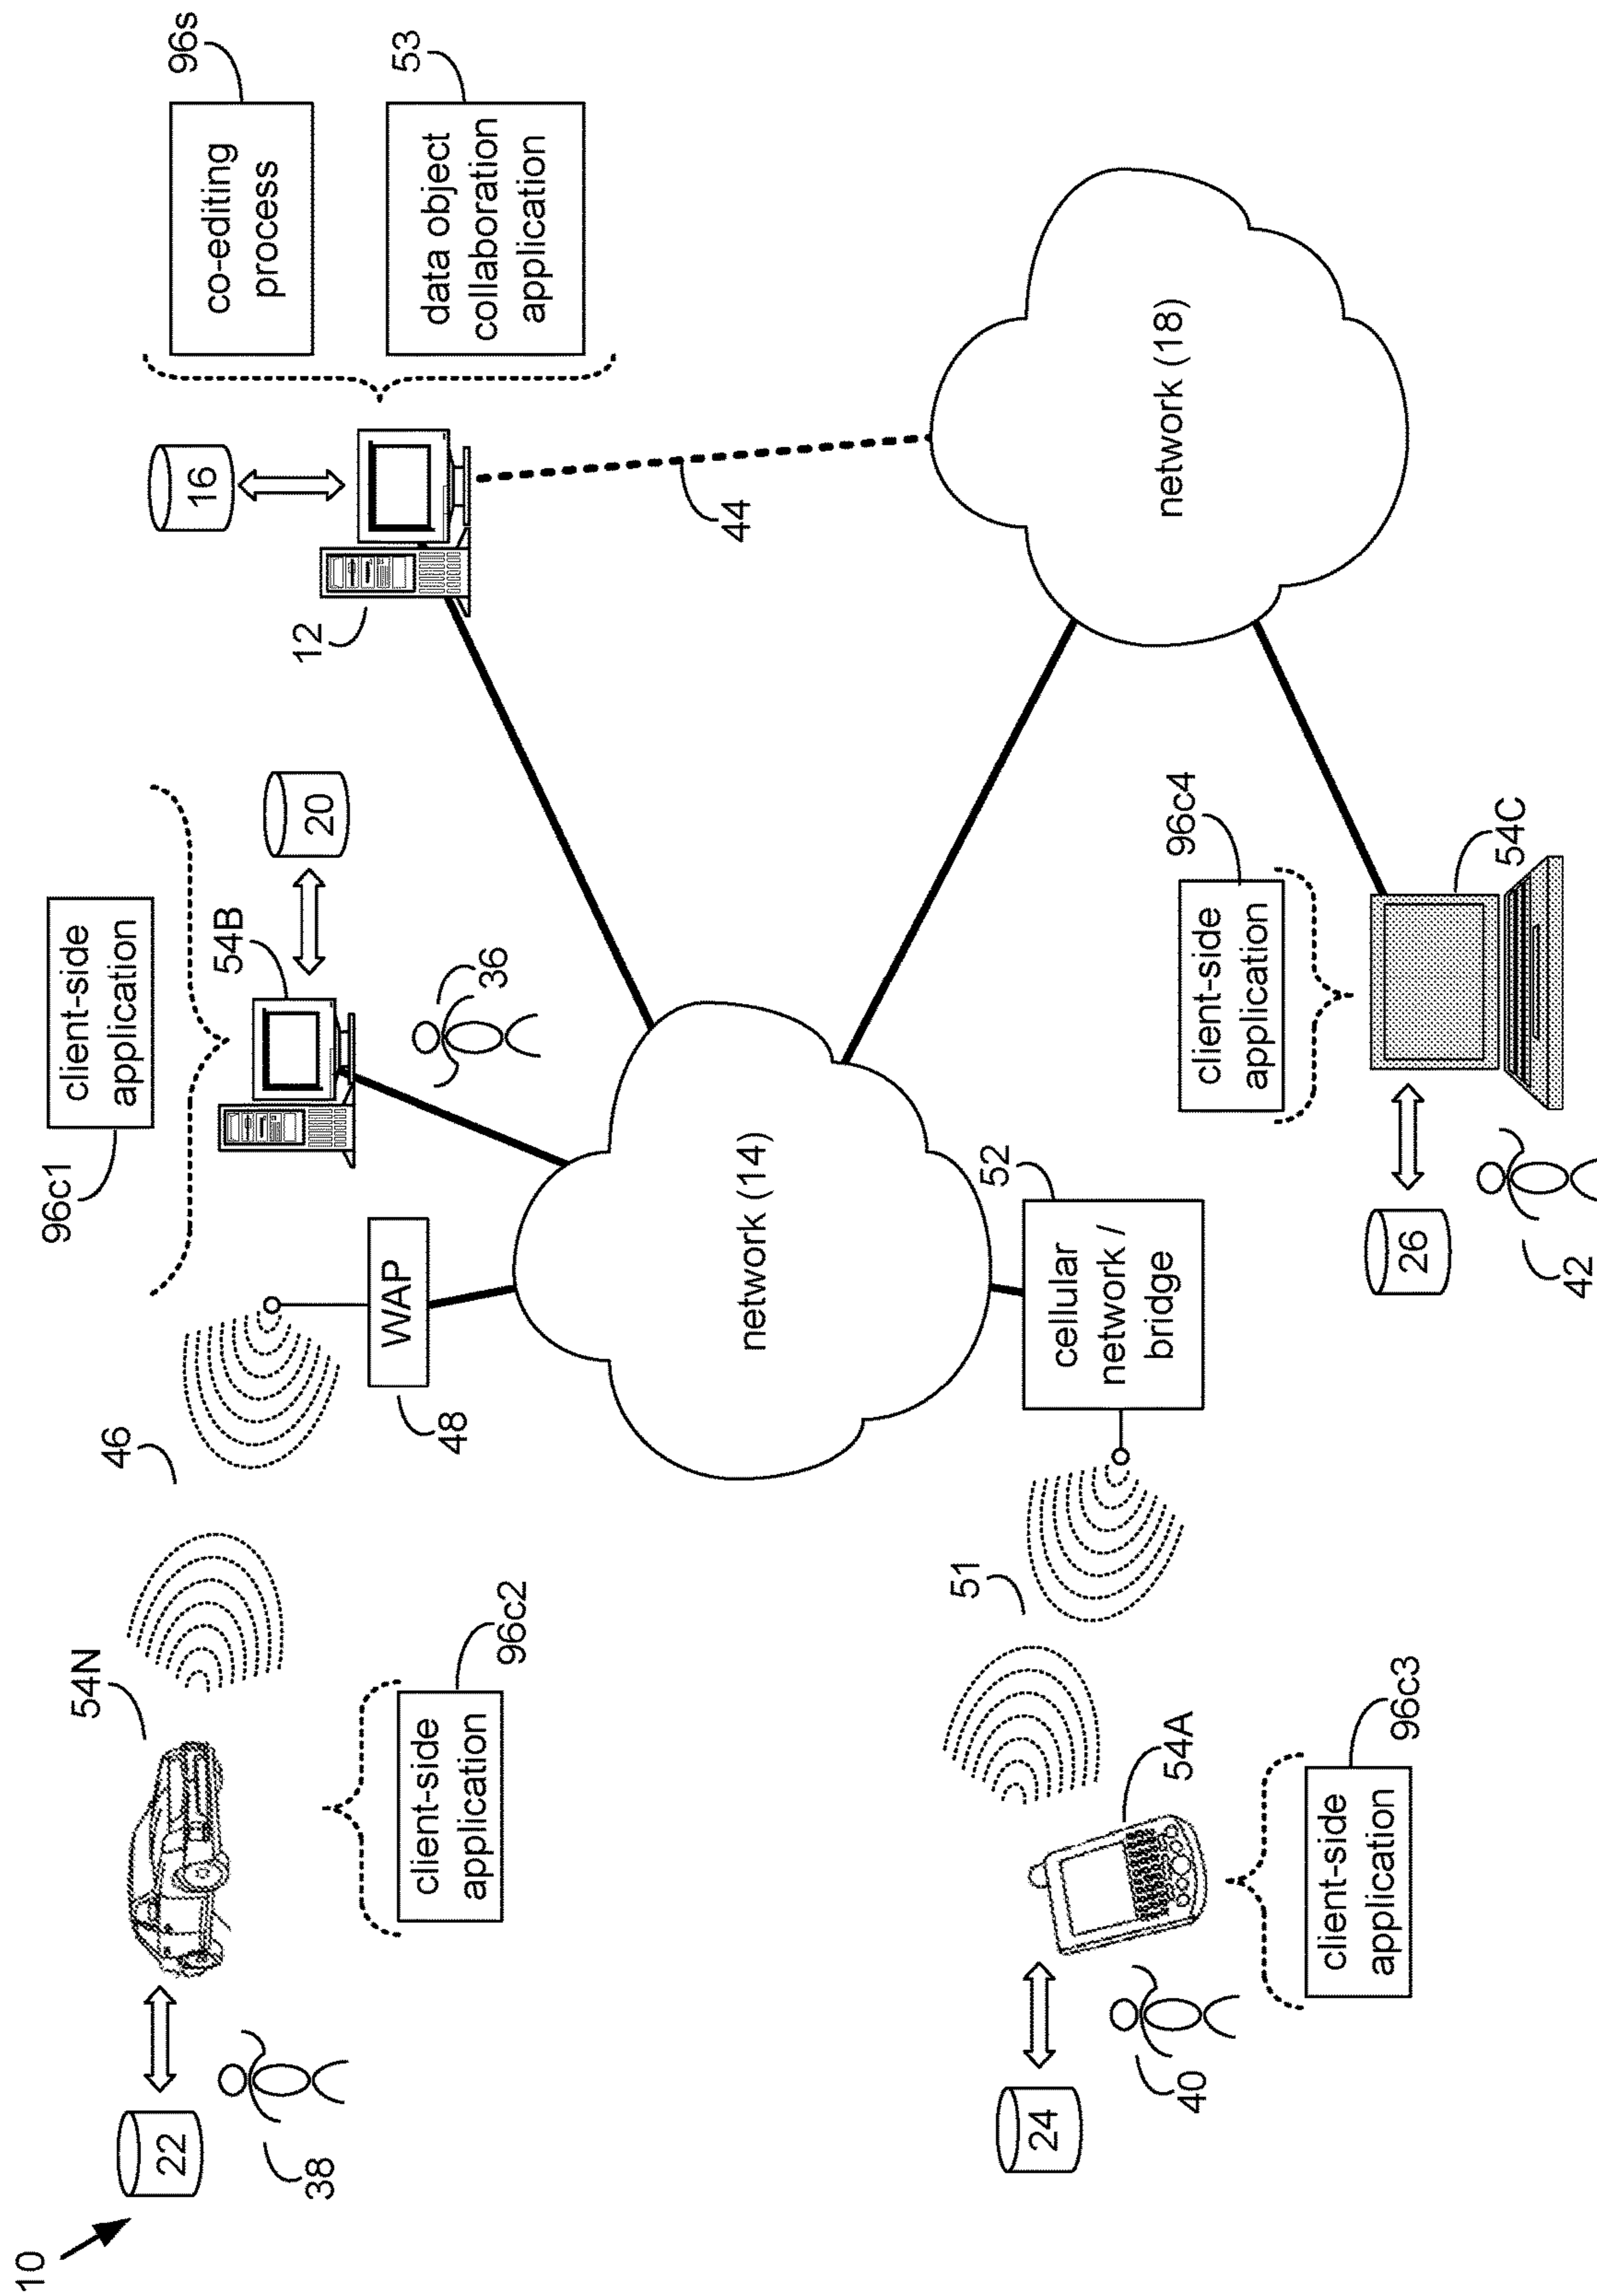 10
22
38
54N
46
client-side
application
96c2
96c1
client-side
application
54B
20
36
WAP
48
12
16
co-editing
process
96s
data object
collaboration
application
53
44
network (14)
network (18)
24
40
54A
51
client-side
application
96c3
cellular
network /
bridge
52
26
42
client-side
application
96c4
54C